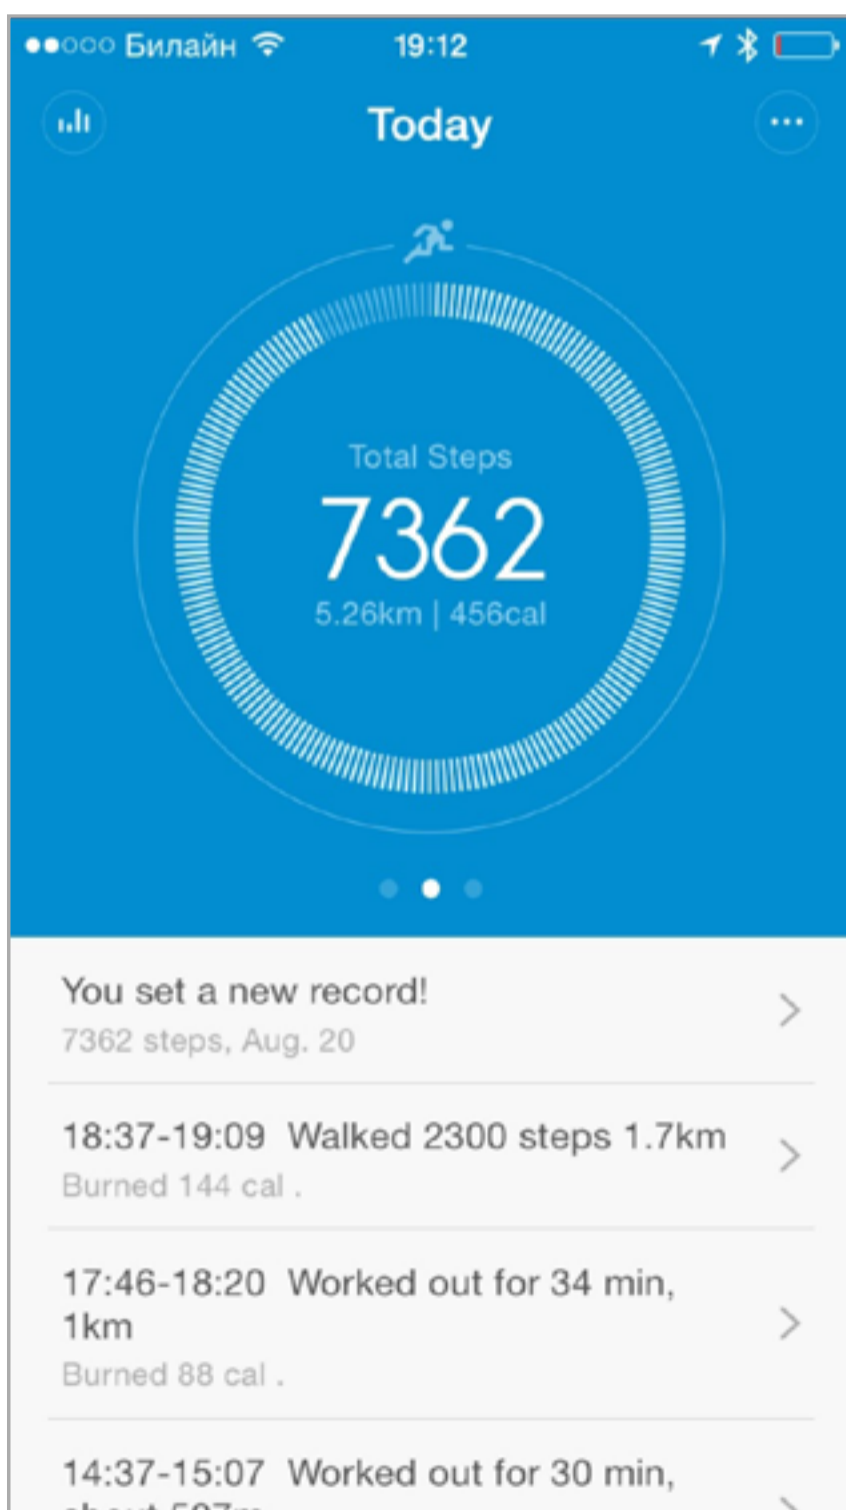 Билайн 19:12
Today
Total Steps
7362
5.26km | 456cal
You set a new record!
7362 steps, Aug. 20
18:37-19:09 Walked 2300 steps 1.7km
Burned 144 cal .
17:46-18:20 Worked out for 34 min,
1km
Burned 88 cal .
14:37-15:07 Worked out for 30 min,